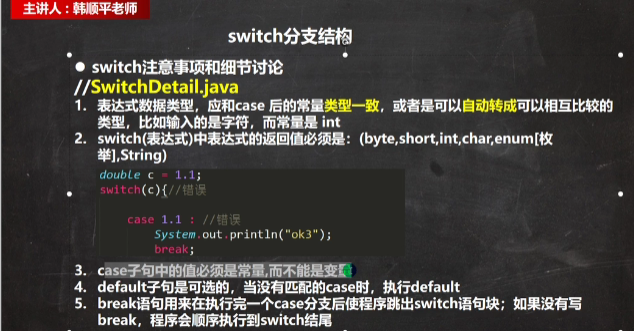 主讲人：韩顺平老师
switch分支结构
● switch注意事项和细节讨论
//SwitchDetail.java
1. 表达式数据类型，应和case 后的常量类型一致，或者是可以自动转成可以相互比较的
类型，比如输入的是字符，而常量是 int
2. switch(表达式)中表达式的返回值必须是：(byte,short,int,char,enum[枚
举],String)
double c = 1.1;
switch(c){//错误
case 1.1 : //错误
System.out.println("ok3");
break;
3. case子句中的值必须是常量,而不能是变量
4. default子句是可选的，当没有匹配的case时，执行default
5. break语句用来在执行完一个case分支后使程序跳出switch语句块；如果没有写
break，程序会顺序执行到switch结尾